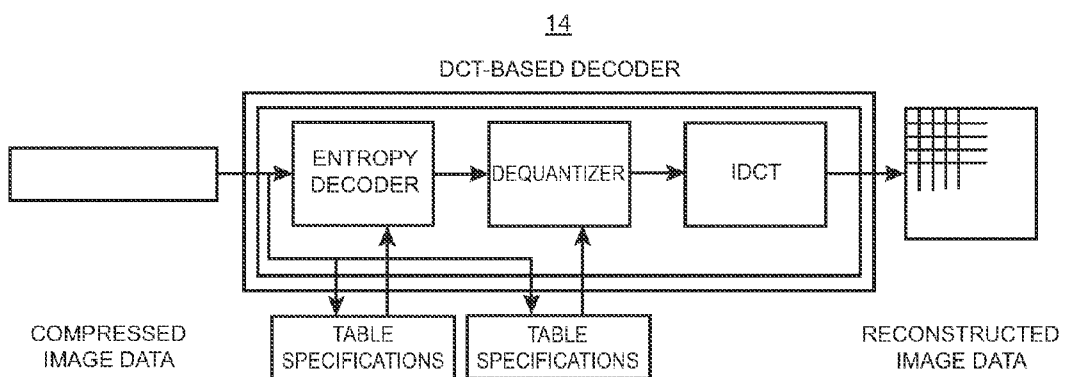 14
DCT-BASED DECODER
ENTROPY
DECODER
DEQUANTIZER
IDCT
COMPRESSED
IMAGE DATA
TABLE
SPECIFICATIONS
TABLE
SPECIFICATIONS
RECONSTRUCTED
IMAGE DATA